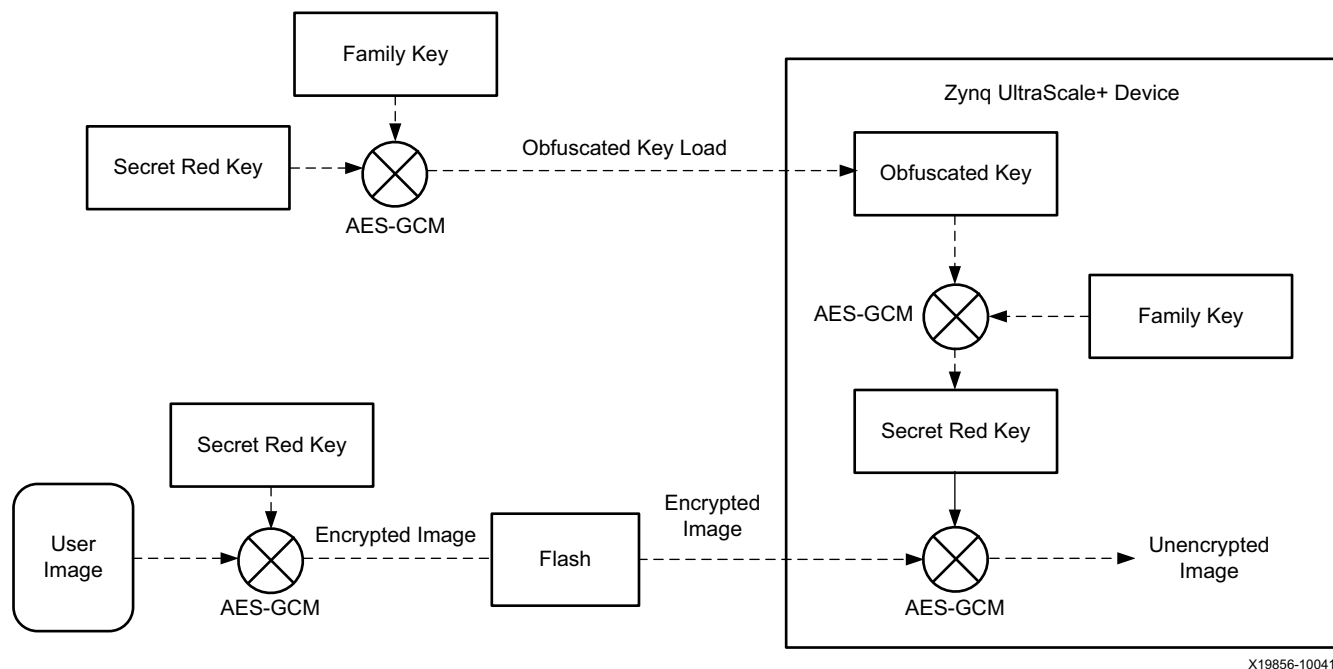 Family Key
Zynq UltraScale+ Device
Secret Red Key
Obfuscated Key Load
Obfuscated Key
AES-GCM
AES-GCM
Family Key
Secret Red Key
Secret Red Key
User
Image
Encrypted Image
Flash
Encrypted
Image
Unencrypted
Image
AES-GCM
AES-GCM
X19856-10041